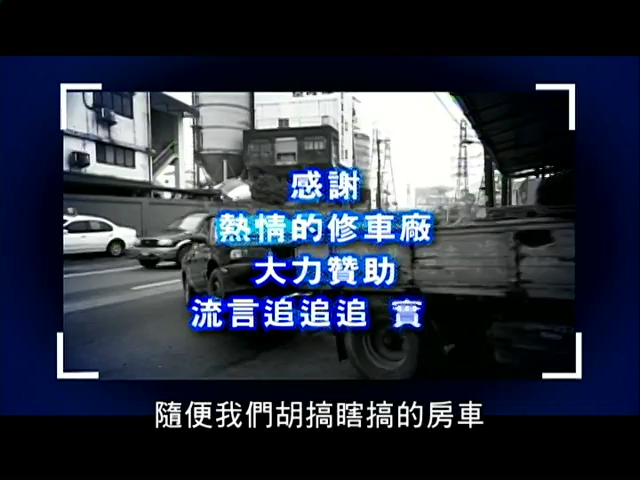 感謝
熱情的修車廠
大力贊助
流言追追追
隨便我們胡搞瞎搞的房車